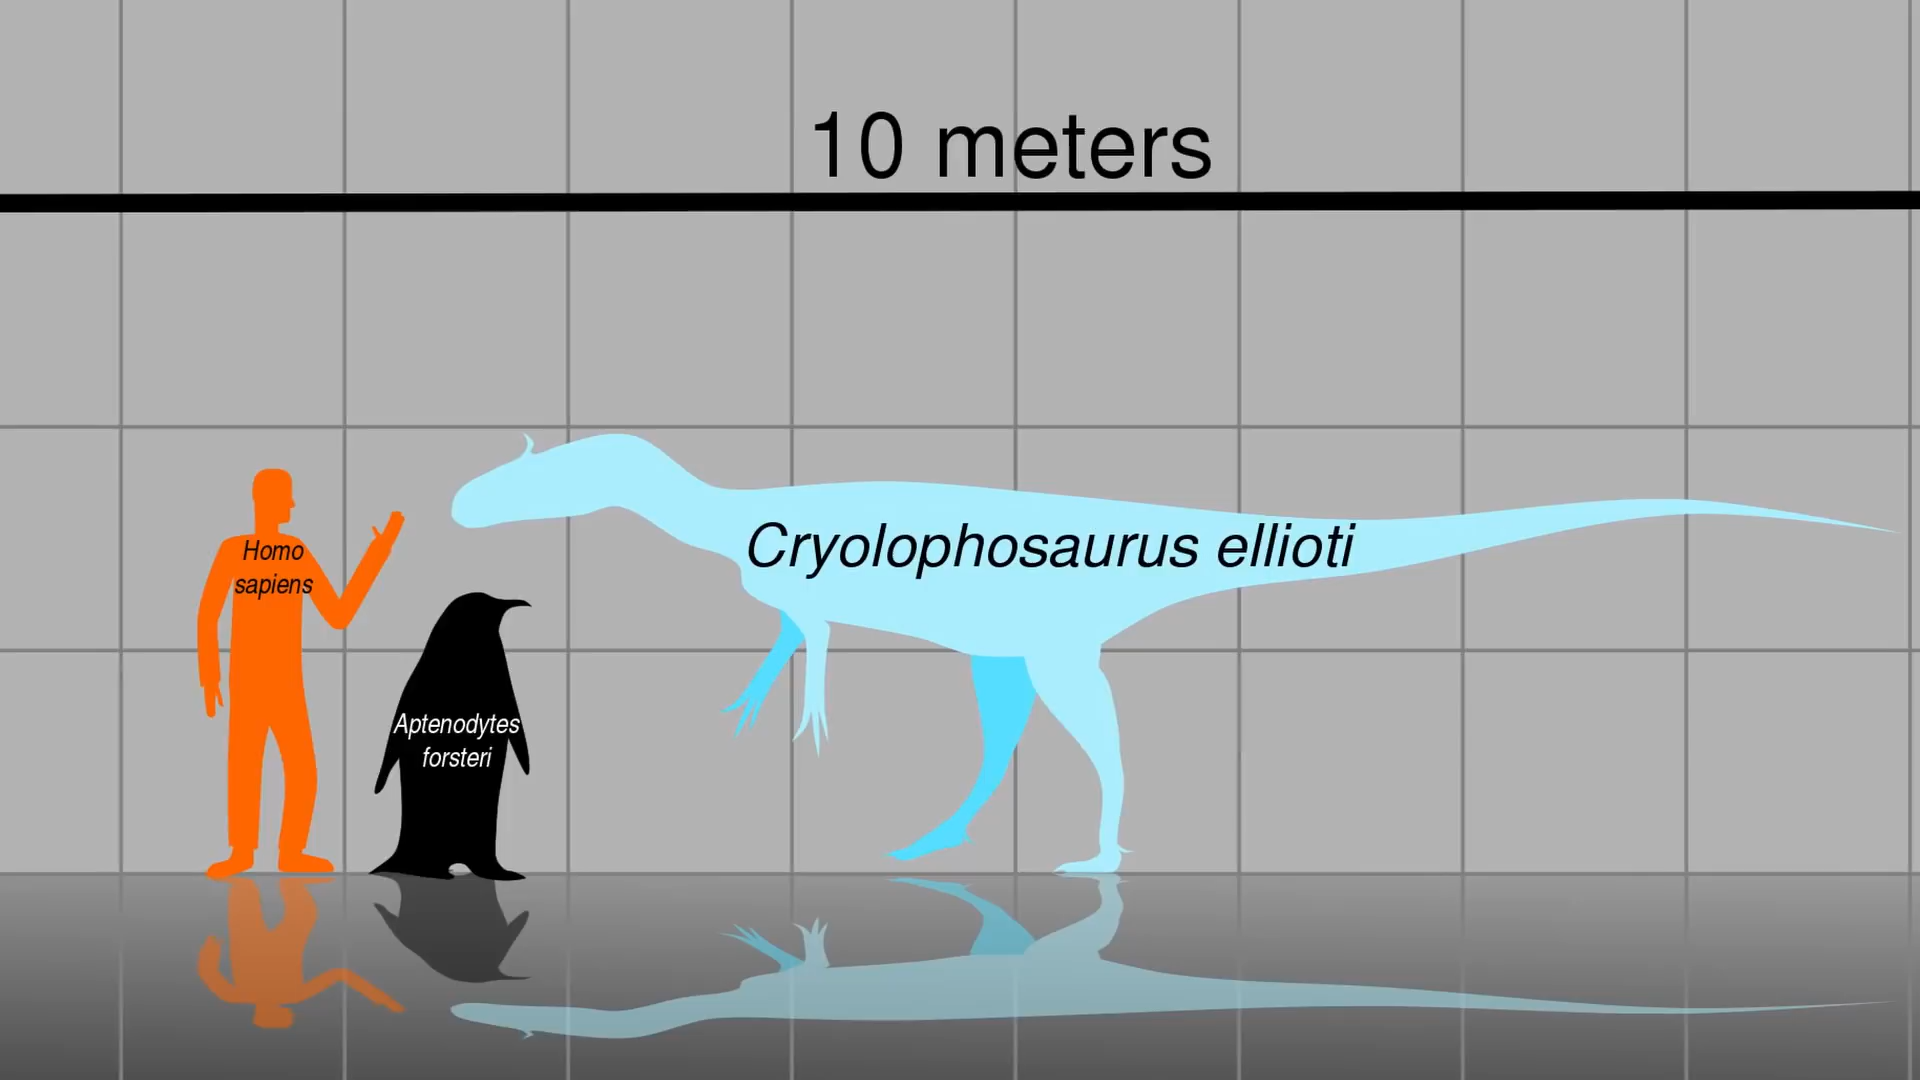 10 meters
Homo
sapiens
Cryolophosaurus ellioti
Aptenodytes
forsteri